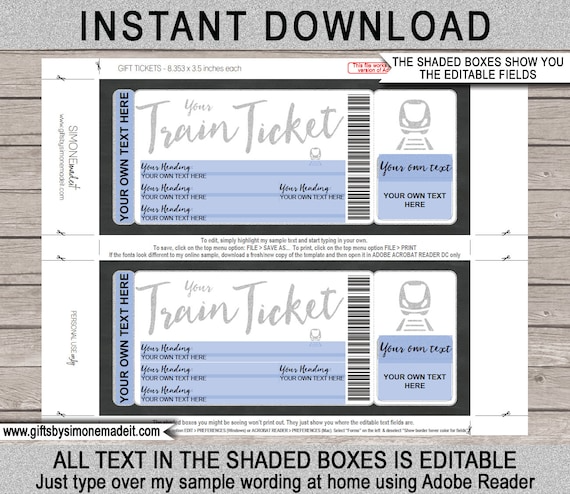 INSTANT DOWNLOAD
GIFT TICKETS - 8.353 x 3.5 inches each
This file works
version of Ad
THE SHADED BOXES SHOW YOU
THE EDITABLE FIELDS
SIMONEmadeit
www.giftsbysimonemadeit.com
YOUR OWN TEXT HERE
Your
Train Ticket
Your Heading:
YOUR OWN TEXT HERE
Your Heading:
YOUR OWN TEXT HERE
Your Heading:
YOUR OWN TEXT HERE
Your Heading:
YOUR OWN TEXT HERE
Your own text
YOUR OWN TEXT
HERE
To edit, simply highlight my sample text and start typing in your own.
To save, click on the top menu option: FILE > SAVE AS... To print, click on the top menu option: FILE > PRINT
If the fonts look different to my online sample, download a fresh/new copy of the template and then open it in ADOBE ACROBAT READER DC only
PERSONAL USE only
YOUR OWN TEXT HERE
Your
Train Ticket
Your Heading:
YOUR OWN TEXT HERE
Your Heading:
YOUR OWN TEXT HERE
Your Heading:
YOUR OWN TEXT HERE
Your Heading:
YOUR OWN TEXT HERE
Your own text
YOUR OWN TEXT
HERE
ed boxes you might be seeing won't print out. They just show you where the editable text fields are.
EDIT > PREFERENCES (Windows) or ACROBAT READER > PREFERENCES (Mac). Select "Forms" on the left & deselect "Show border hover color for fields"
www.giftsbysimonemadeit.com
ALL TEXT IN THE SHADED BOXES IS EDITABLE
Just type over my sample wording at home using Adobe Reader